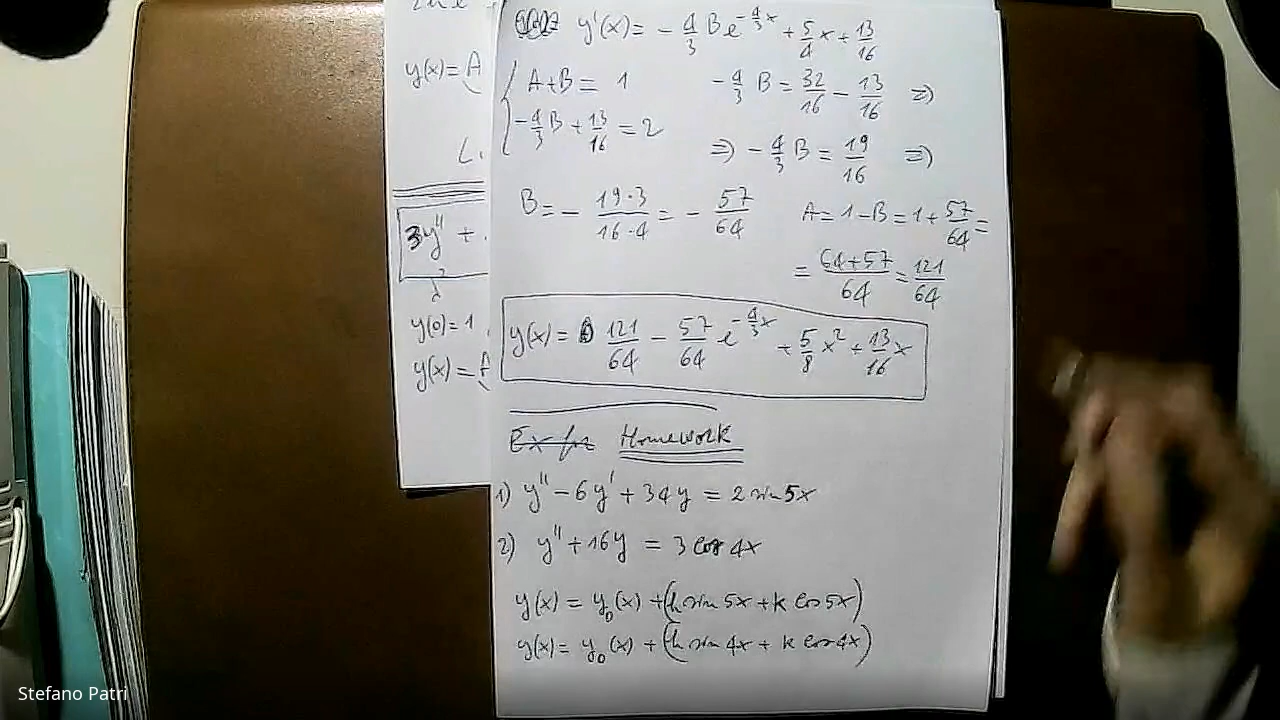 y'(x) = - 4/3 B e^{-4/3 x} + 5/4 x + 13/16
A+B = 1
- 4/3 B + 13/16 = 2
- 4/3 B = 32/16 - 13/16 ⇒
⇒ - 4/3 B = 19/16 ⇒
B = - 19·3/16·4 = - 57/64
A = 1-B = 1 + 57/64 =
= 64+57/64 = 121/64
y(x) = 121/64 - 57/64 e^{-4/3 x} + 5/8 x² + 13/16 x
Ex for Homework
1) y'' - 6y' + 34y = 2 sin 5x
2) y'' + 16y = 3 cos 4x
y(x) = y₀(x) + (h sin 5x + k cos 5x)
y(x) = y₀(x) + (h sin 4x + k cos 4x)
y(x) = A
3y'' +
λ
y(0) = 1
y(x) = A
Stefano Patri